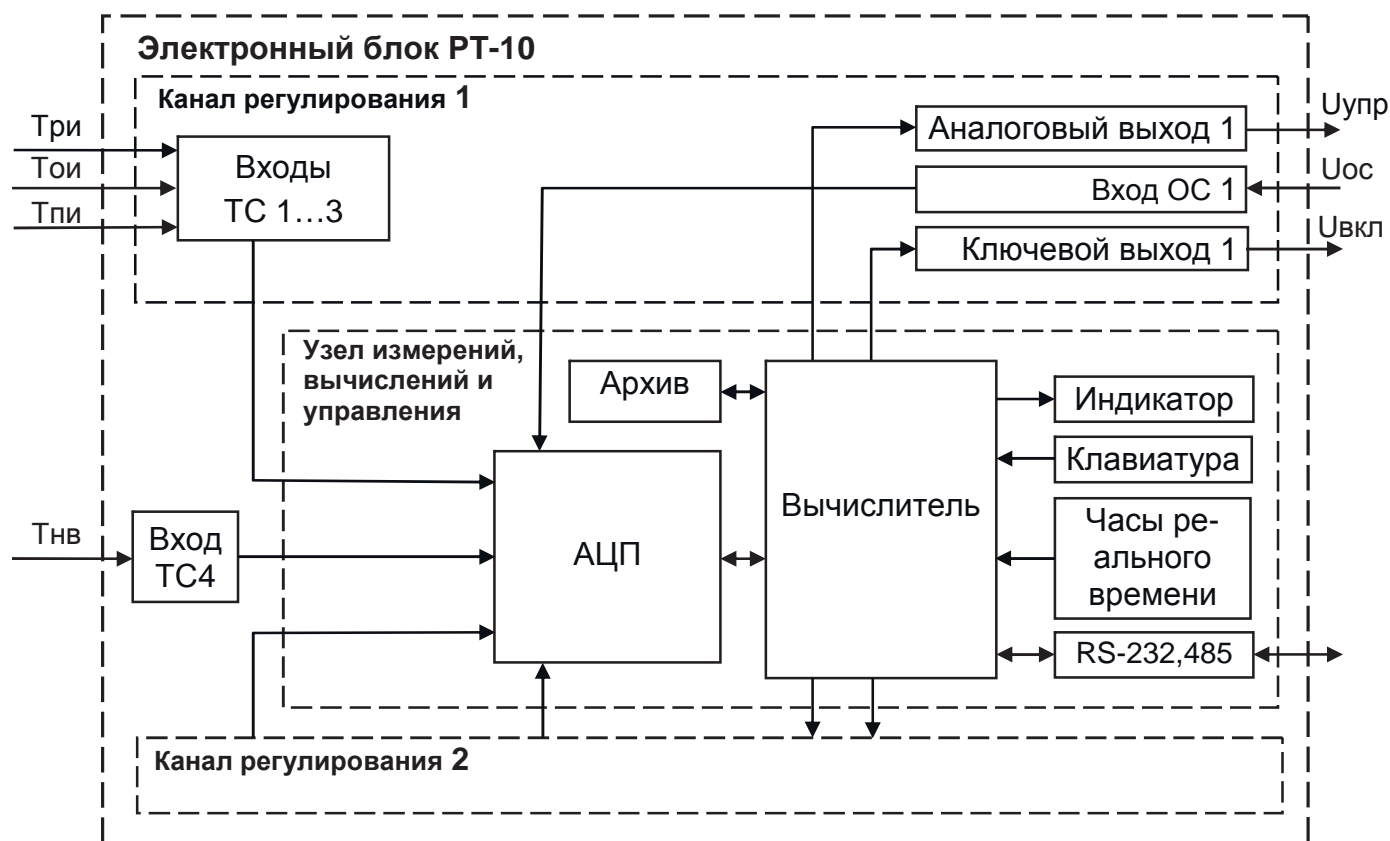 Электронный блок РТ-10
Канал регулирования 1
Три
Тои
Тпи
Входы
ТС 1…3
Аналоговый выход 1
Вход ОС 1
Ключевой выход 1
Uупр
Uос
Uвкл
Узел измерений,
вычислений и
управления
Архив
Вычислитель
Индикатор
Клавиатура
Часы ре-
ального
времени
RS-232,485
АЦП
Тнв
Вход
ТС4
Канал регулирования 2